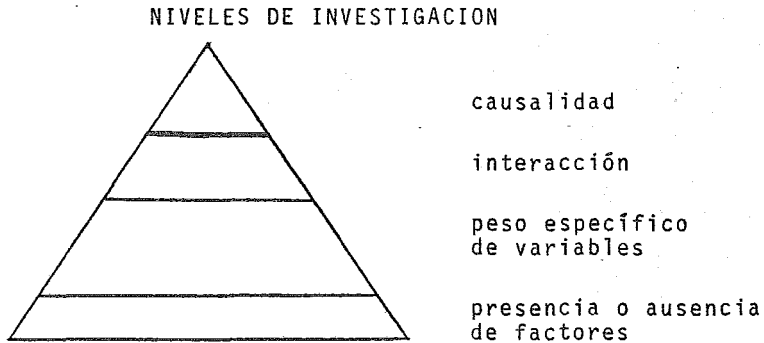 NIVELES DE INVESTIGACION
causalidad
interacción
peso específico
de variables
presencia o ausencia
de factores